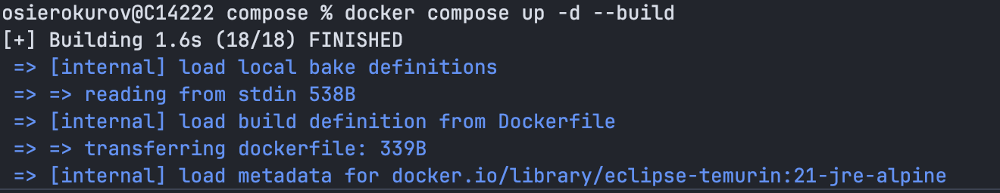 osierokurov@C14222 compose % docker compose up -d --build
[+] Building 1.6s (18/18) FINISHED
=> [internal] load local bake definitions
=> => reading from stdin 538B
=> [internal] load build definition from Dockerfile
=> => transferring dockerfile: 339B
=> [internal] load metadata for docker.io/library/eclipse-temurin:21-jre-alpine